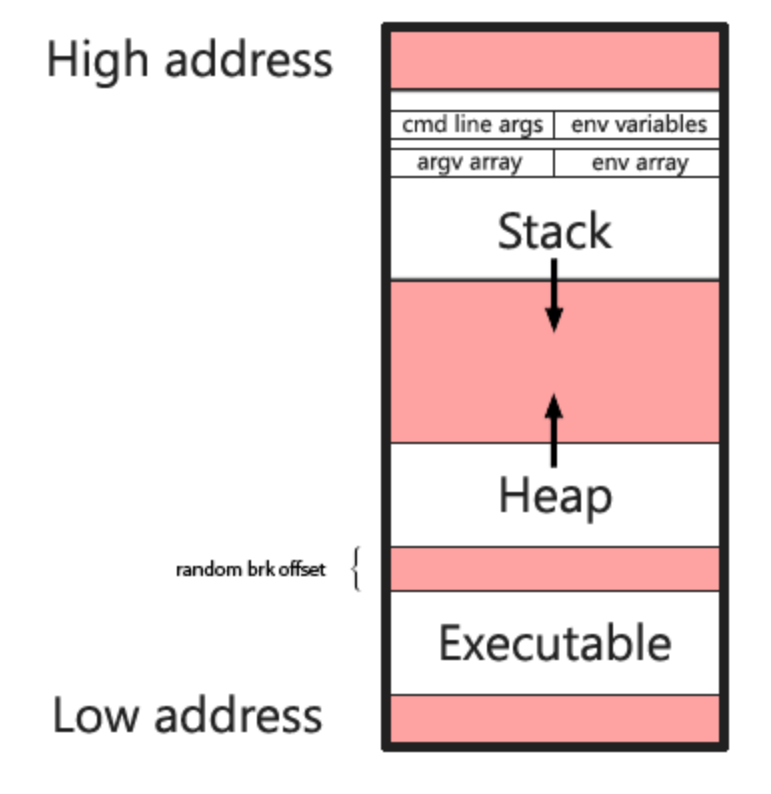 High address
cmd line args env variables
argv array env array
Stack
Heap
random brk offset
Executable
Low address